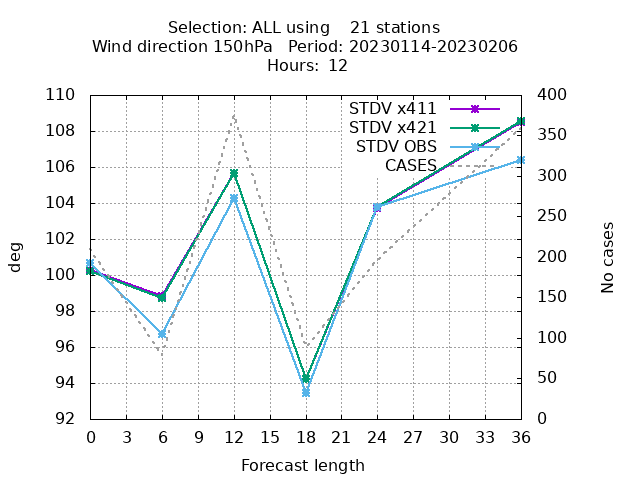 Selection: ALL using    21 stations
Wind direction 150hPa   Period: 20230114-20230206
Hours: 12
110
108
106
104
102
100
98
96
94
92
deg
STDV x411
STDV x421
STDV OBS
CASES
400
350
300
250
200
150
100
50
0
No cases
0 3 6 9 12 15 18 21 24 27 30 33 36
Forecast length